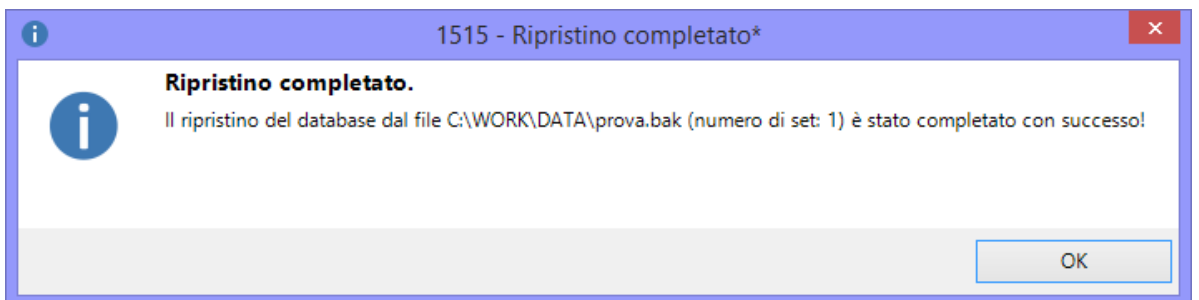 1515 - Ripristino completato*
Ripristino completato.
Il ripristino del database dal file C:\WORK\DATA\prova.bak (numero di set: 1) è stato completato con successo!
OK